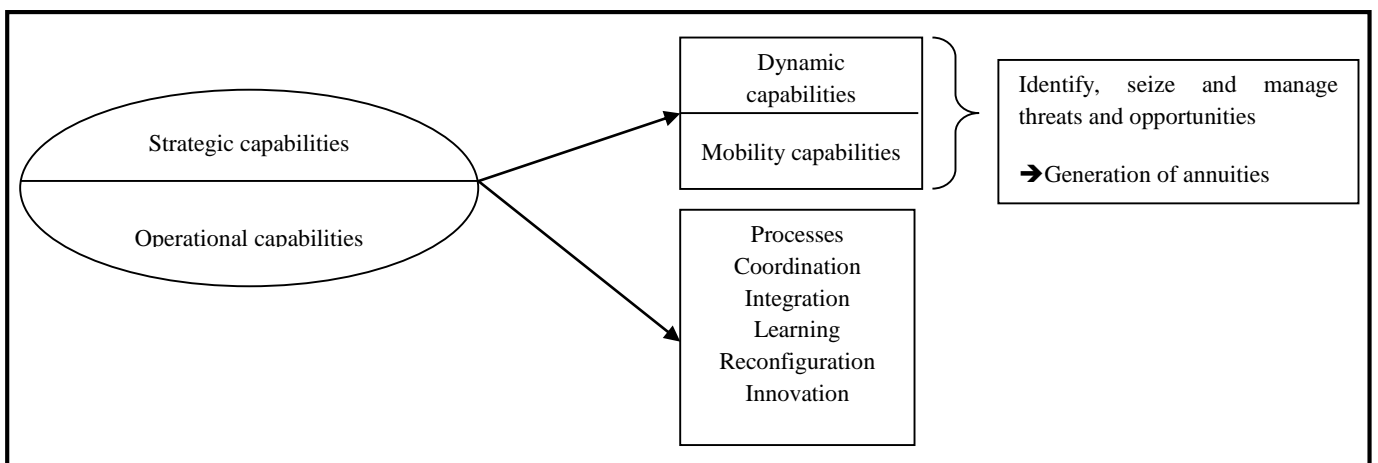 Strategic capabilities
Operational capabilities
Dynamic
capabilities
Mobility capabilities
Identify, seize and manage
threats and opportunities
➔Generation of annuities
Processes
Coordination
Integration
Learning
Reconfiguration
Innovation